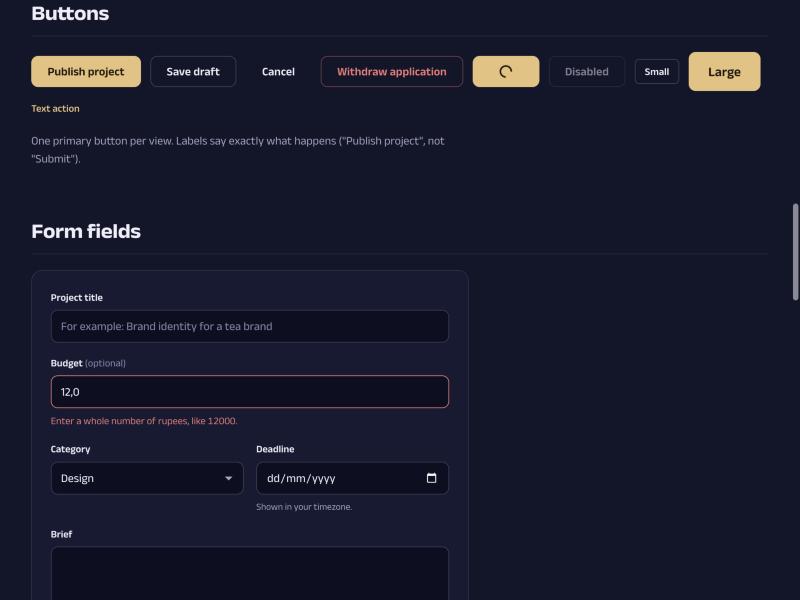 Buttons
Publish project
Save draft
Cancel
Withdraw application
Disabled
Small
Large
Text action
One primary button per view. Labels say exactly what happens ("Publish project", not
"Submit").
Form fields
Project title
For example: Brand identity for a tea brand
Budget (optional)
12,0
Enter a whole number of rupees, like 12000.
Category
Deadline
Design
dd/mm/yyyy
Shown in your timezone.
Brief